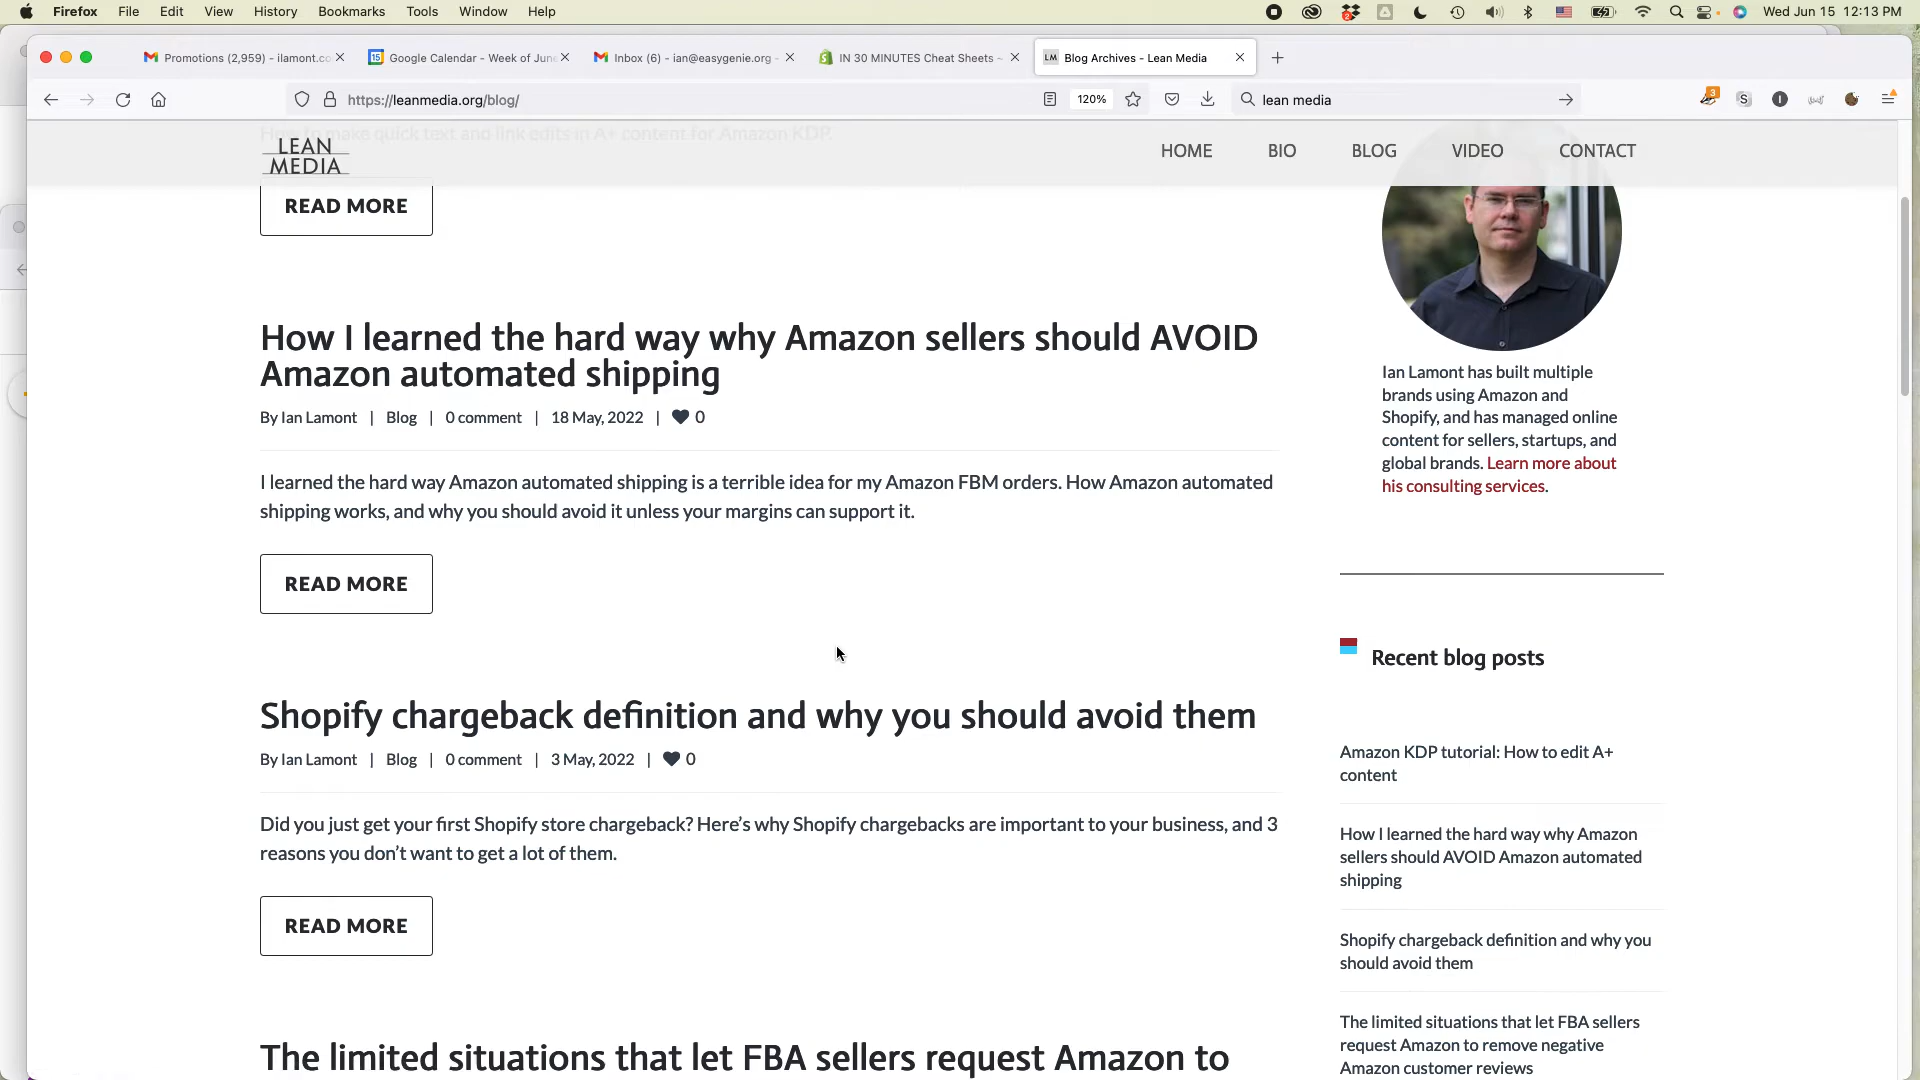 Firefox File Edit View History Bookmarks Tools Window Help
Wed Jun 15 12:13 PM
Promotions (2,959) - ilamont.co
Google Calendar - Week of June
Inbox (6) - ian@easygenie.org -
IN 30 MINUTES Cheat Sheets ~
LM Blog Archives - Lean Media
https://leanmedia.org/blog/
120%
lean media
3
How to make quick text and link edits in A+ content for Amazon KDP.
LEAN
MEDIA
HOME BIO BLOG VIDEO CONTACT
READ MORE
How I learned the hard way why Amazon sellers should AVOID
Amazon automated shipping
By Ian Lamont | Blog | 0 comment | 18 May, 2022 | 0
I learned the hard way Amazon automated shipping is a terrible idea for my Amazon FBM orders. How Amazon automated
shipping works, and why you should avoid it unless your margins can support it.
READ MORE
Shopify chargeback definition and why you should avoid them
By Ian Lamont | Blog | 0 comment | 3 May, 2022 | 0
Did you just get your first Shopify store chargeback? Here’s why Shopify chargebacks are important to your business, and 3
reasons you don’t want to get a lot of them.
READ MORE
The limited situations that let FBA sellers request Amazon to
Ian Lamont has built multiple
brands using Amazon and
Shopify, and has managed online
content for sellers, startups, and
global brands. Learn more about
his consulting services.
Recent blog posts
Amazon KDP tutorial: How to edit A+
content
How I learned the hard way why Amazon
sellers should AVOID Amazon automated
shipping
Shopify chargeback definition and why you
should avoid them
The limited situations that let FBA sellers
request Amazon to remove negative
Amazon customer reviews